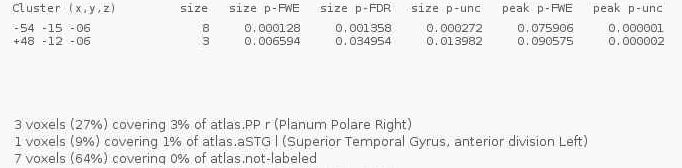 Cluster (x,y,z) size size p-FWE size p-FDR size p-unc peak p-FWE peak p-unc
-54 -15 -06 8 0.000128 0.001358 0.000272 0.075906 0.000001
+48 -12 -06 3 0.006594 0.034954 0.013982 0.090575 0.000002
3 voxels (27%) covering 3% of atlas.PP r (Planum Polare Right)
1 voxels (9%) covering 1% of atlas.aSTG l (Superior Temporal Gyrus, anterior division Left)
7 voxels (64%) covering 0% of atlas.not-labeled